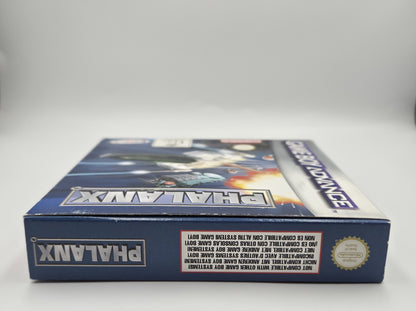 GAME BOY ADVANCE
PHALANX
PHALANX
NOT COMPATIBLE WITH OTHER GAME BOY SYSTEMS!
NICHT KOMPATIBEL MIT ANDEREN GAME BOY SYSTEMEN!
INCOMPATIBLE AVEC D'AUTRES SYSTEMES GAME BOY!
NIET COMPATIBEL MET ANDERE GAME BOY SYSTEMEN!
¡NO ES COMPATIBLE CON OTRAS CONSOLAS GAME BOY!
NON È COMPATIBILE CON ALTRI SYSTEMI GAME BOY!
Nintendo